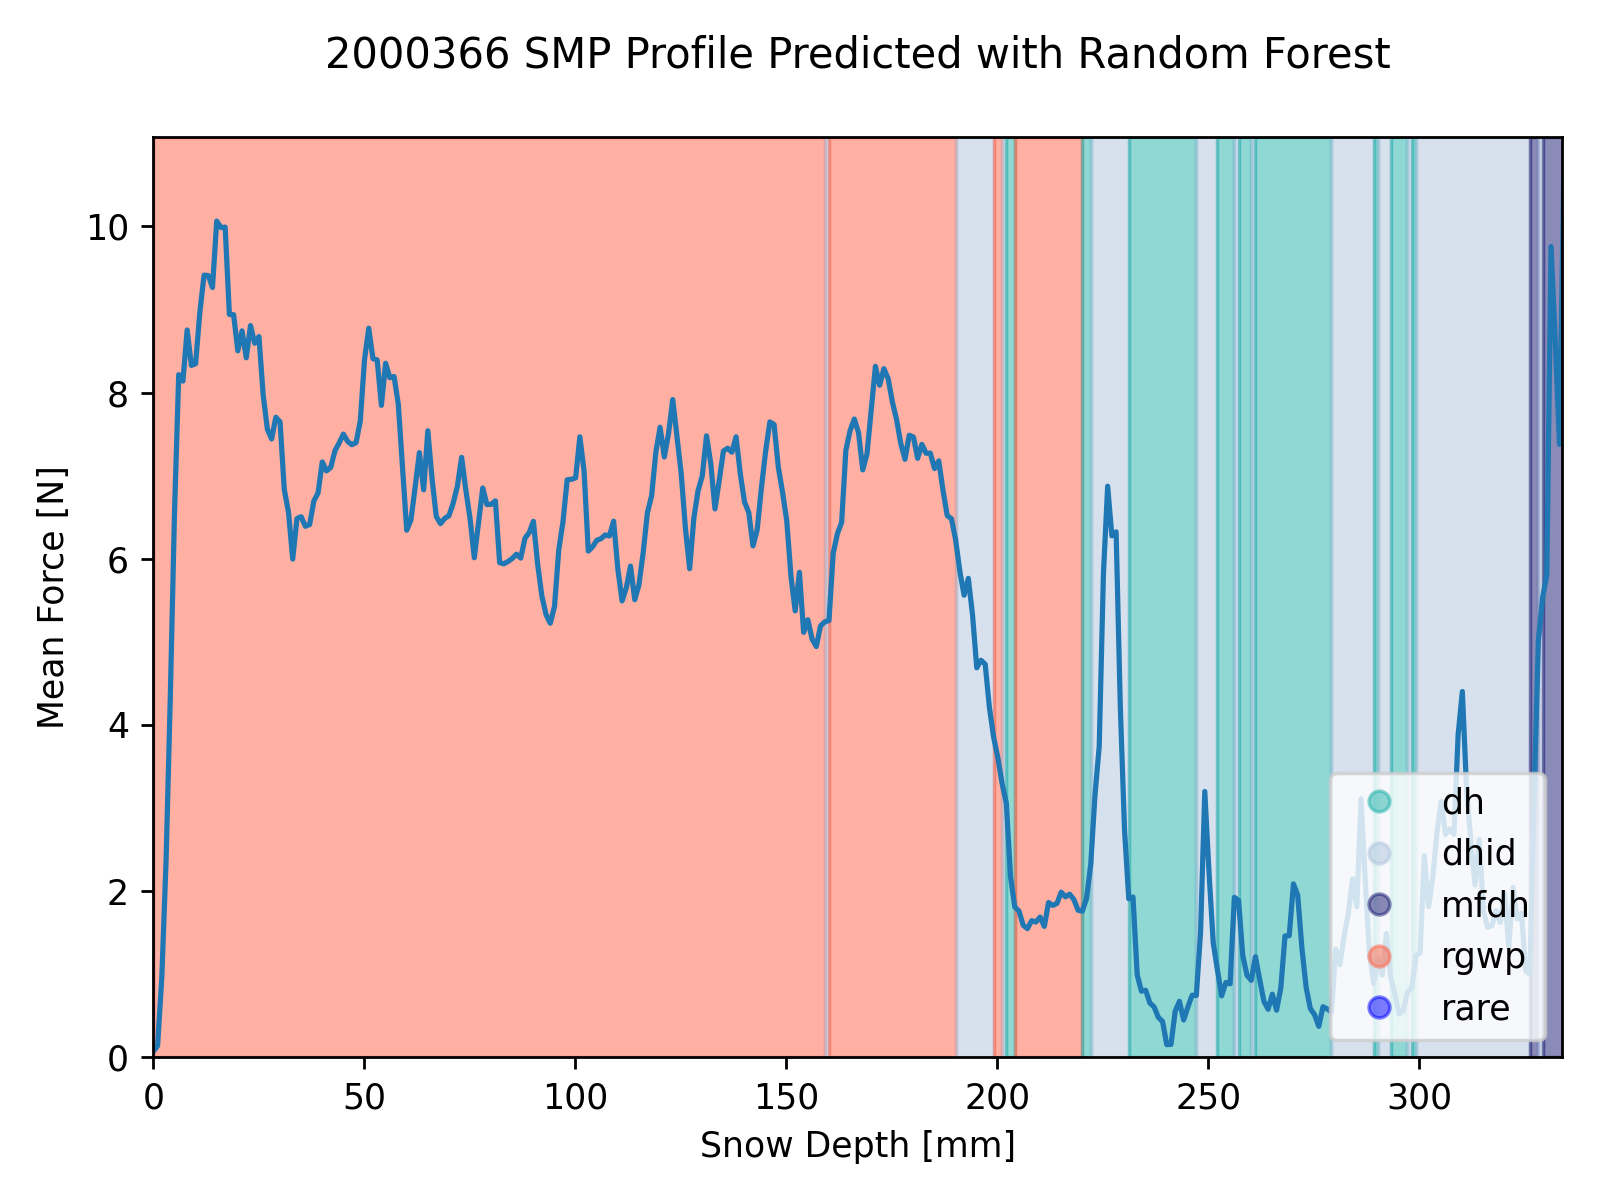 2000366 SMP Profile Predicted with Random Forest
Mean Force [N]
10
8
6
4
2
0
dh
dhid
mfdh
rgwp
rare
0 50 100 150 200 250 300
Snow Depth [mm]